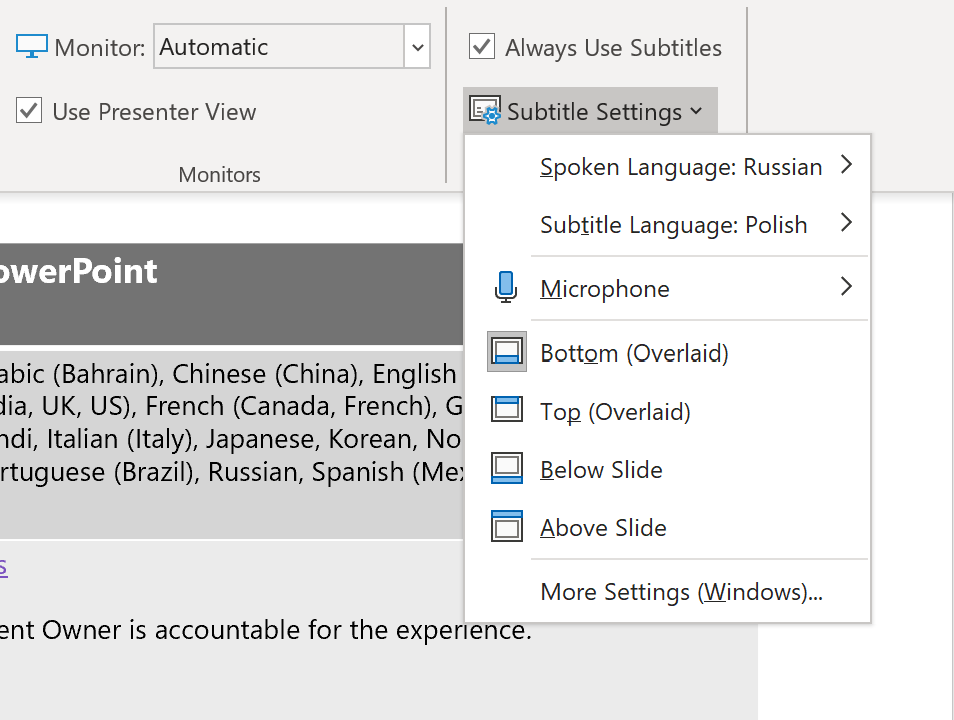 Monitor: Automatic
Use Presenter View
Monitors
Always Use Subtitles
Subtitle Settings
Spoken Language: Russian
Subtitle Language: Polish
Microphone
Bottom (Overlaid)
Top (Overlaid)
Below Slide
Above Slide
More Settings (Windows)...
owerPoint
abic (Bahrain), Chinese (China), English
dia, UK, US), French (Canada, French), G
ndi, Italian (Italy), Japanese, Korean, No
rtuguese (Brazil), Russian, Spanish (Mex
s
ent Owner is accountable for the experience.